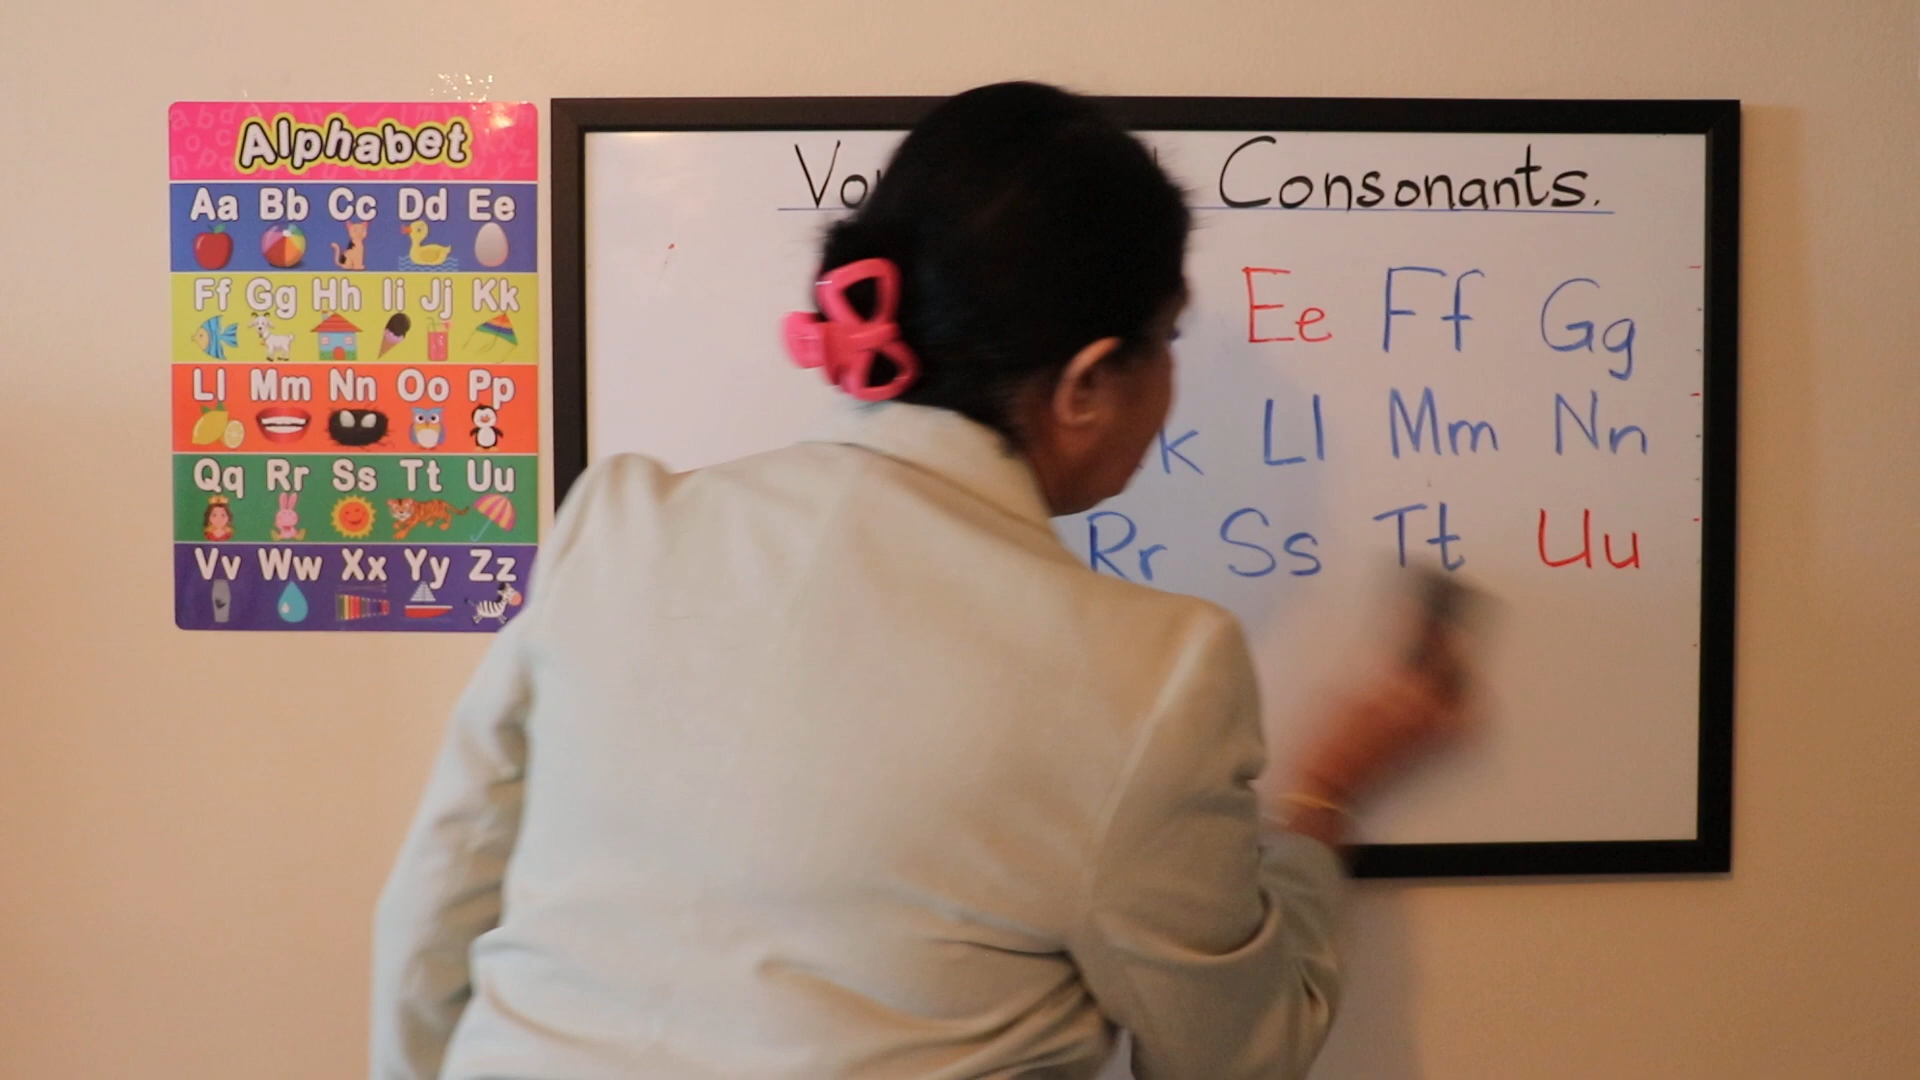 Alphabet
Aa Bb Cc Dd Ee
Ff Gg Hh Ii Jj Kk
Ll Mm Nn Oo Pp
Qq Rr Ss Tt Uu
Vv Ww Xx Yy Zz
Consonants.
Ee Ff Gg
k Ll Mm Nn
Rr Ss Tt Uu